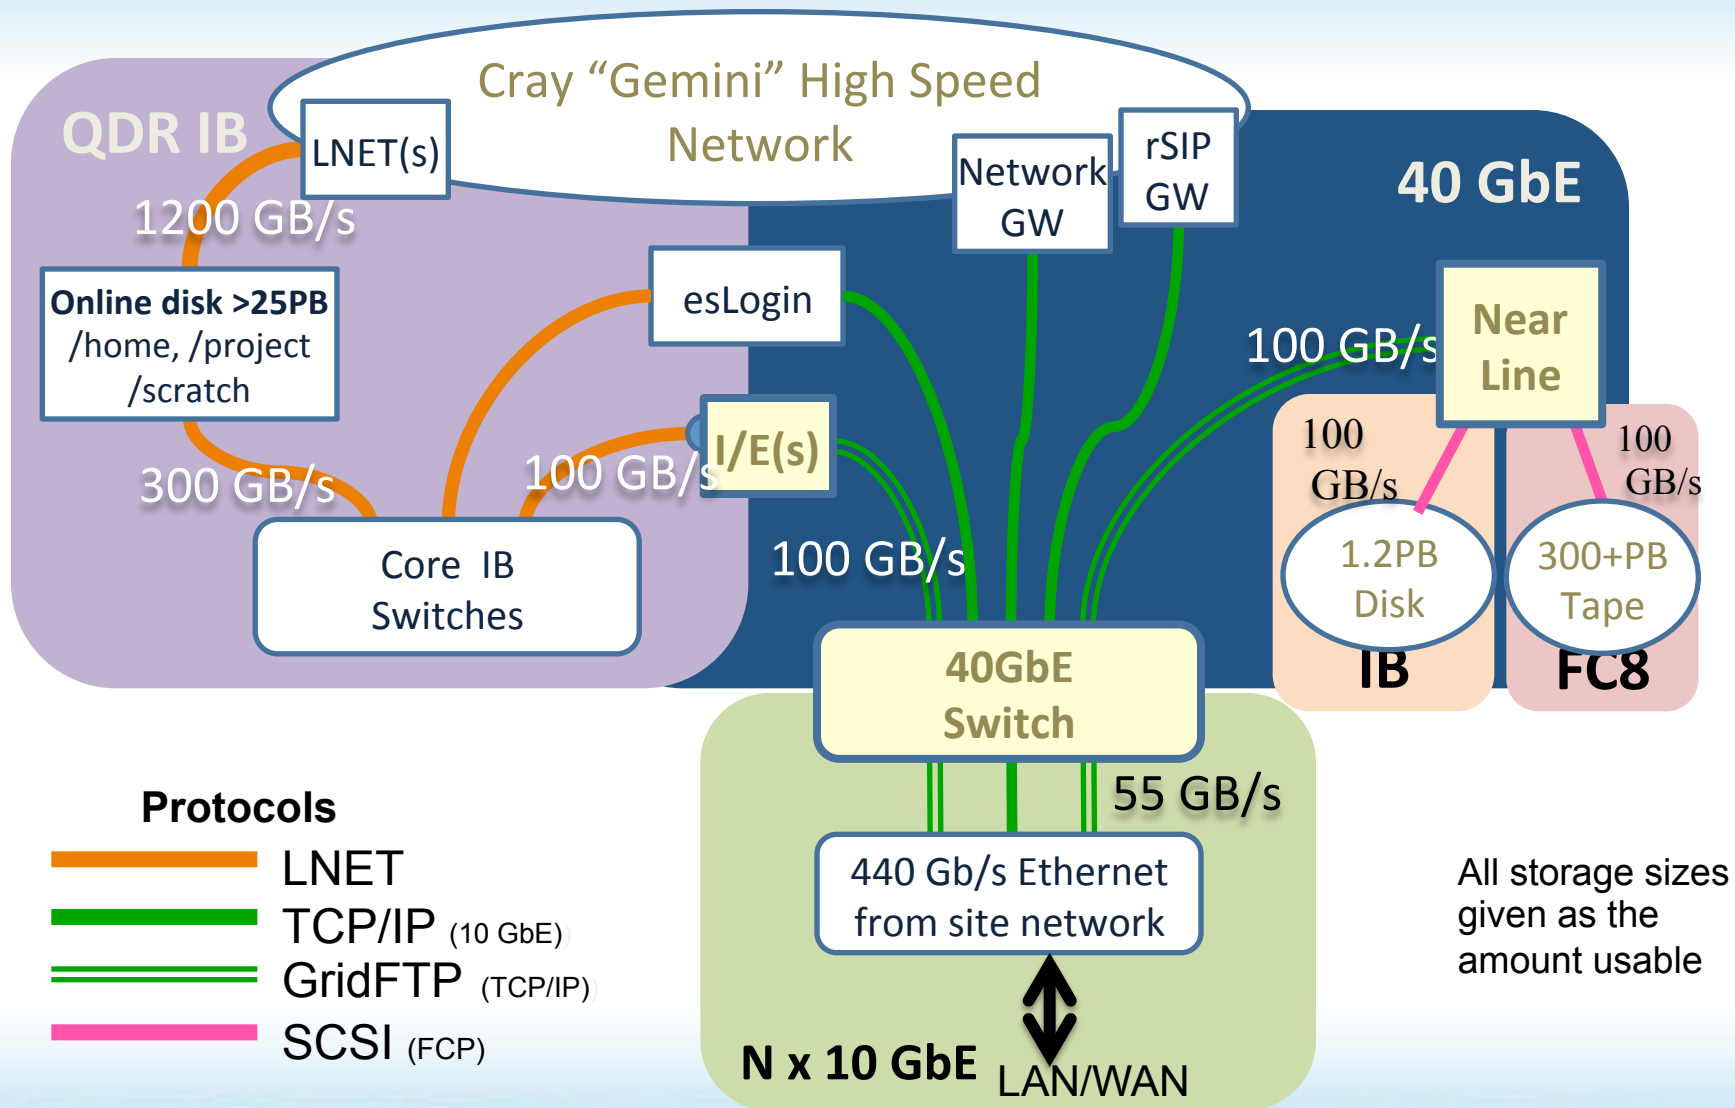 Cray “Gemini” High Speed
Network
QDR IB
LNET(s)
Network
GW
rSIP
GW
40 GbE
1200 GB/s
Online disk >25PB
/home, /project
/scratch
esLogin
100 GB/s
Near
Line
300 GB/s
100 GB/s
I/E(s)
100
GB/s
100
GB/s
Core IB
Switches
100 GB/s
1.2PB
Disk
300+PB
Tape
IB
FC8
40GbE
Switch
55 GB/s
440 Gb/s Ethernet
from site network
N x 10 GbE
LAN/WAN
Protocols
LNET
TCP/IP (10 GbE))
GridFTP (TCP/IP))
SCSI (FCP)
All storage sizes
given as the
amount usable